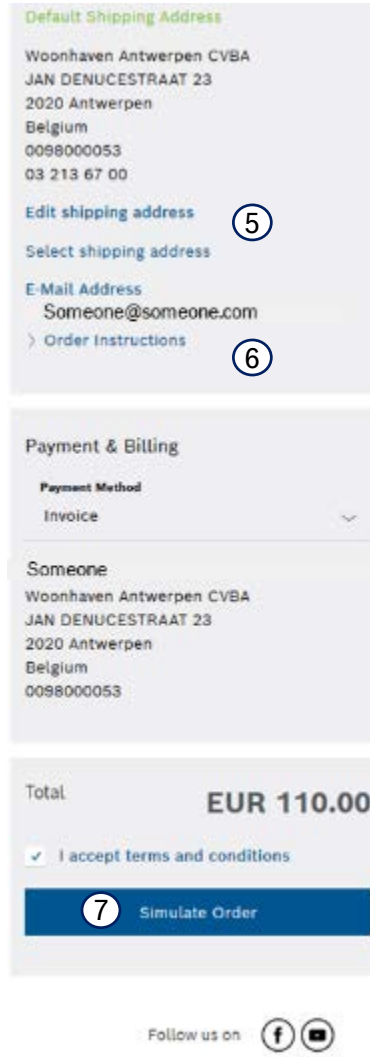 Default Shipping Address
Woonhaven Antwerpen CVBA
JAN DENUCESTRAAT 23
2020 Antwerpen
Belgium
0098000053
03 213 67 00
Edit shipping address
5
Select shipping address
E-Mail Address
Someone@someone.com
> Order Instructions
6
Payment & Billing
Payment Method
Invoice
Someone
Woonhaven Antwerpen CVBA
JAN DENUCESTRAAT 23
2020 Antwerpen
Belgium
0098000053
Total EUR 110.00
I accept terms and conditions
7 Simulate Order
Follow us on f